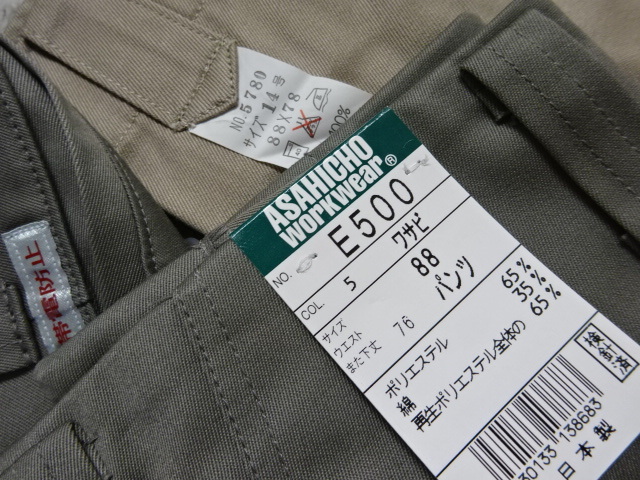 NO.5780
サイズ 14号
88X78
100%
帯電防止
ASAHICHO
WORKWEAR®
NO. E500
COL. 5 ワサビ
サイズ 88
ウエスト
また下丈 76 パンツ
ポリエステル 65%
綿 35%
再生ポリエステル全体の 65%
検針済
30133 138683
日本製